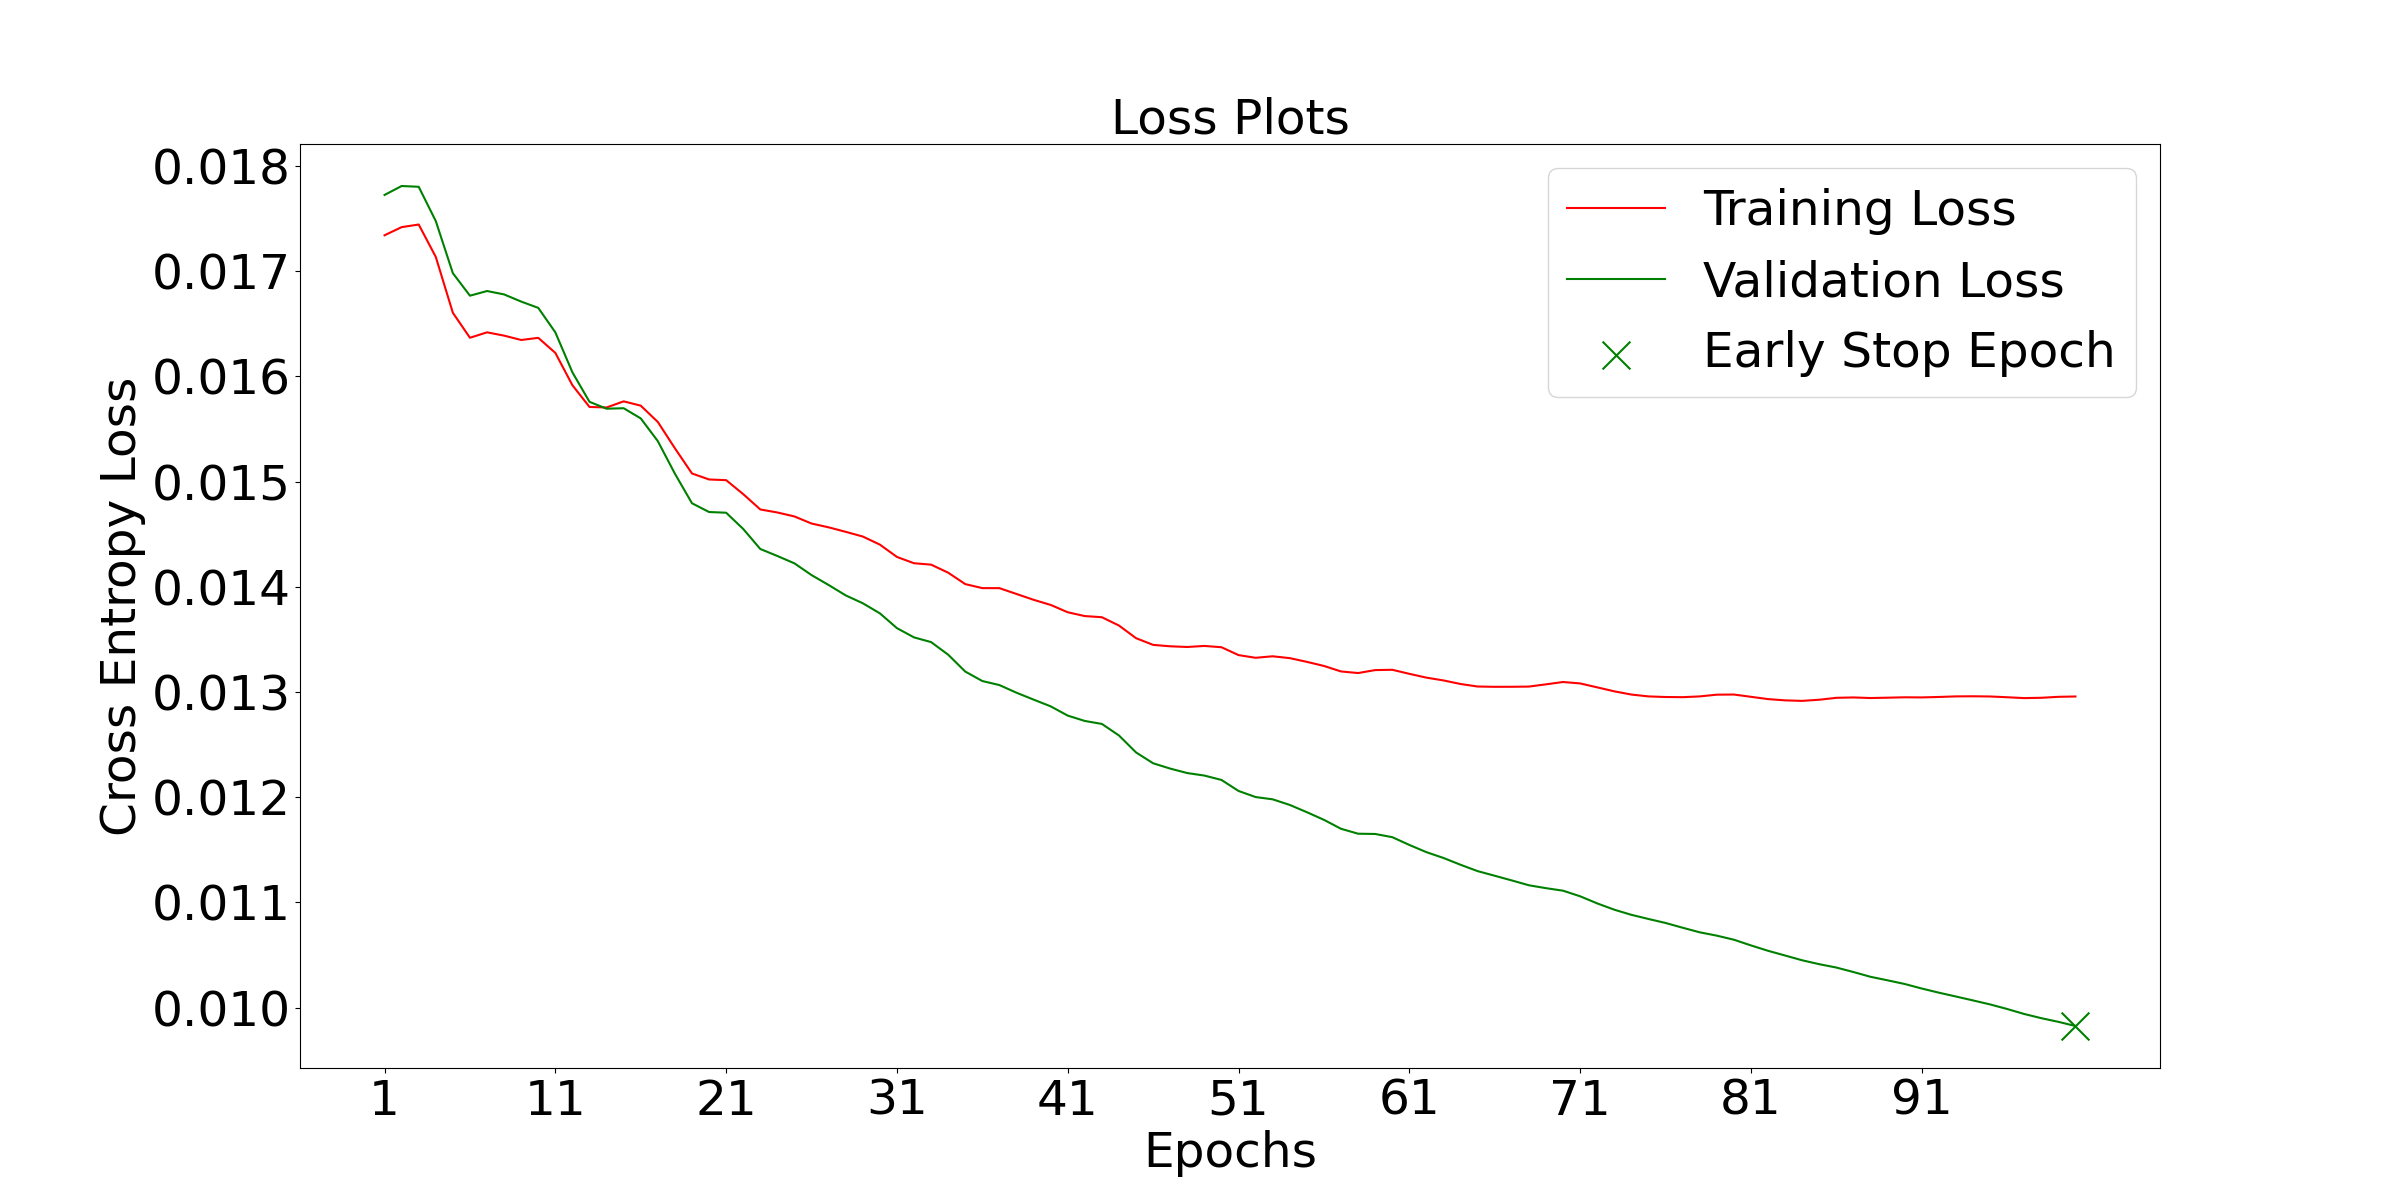 Loss Plots
Training Loss
Validation Loss
Early Stop Epoch
Cross Entropy Loss
0.018
0.017
0.016
0.015
0.014
0.013
0.012
0.011
0.010
1 11 21 31 41 51 61 71 81 91
Epochs